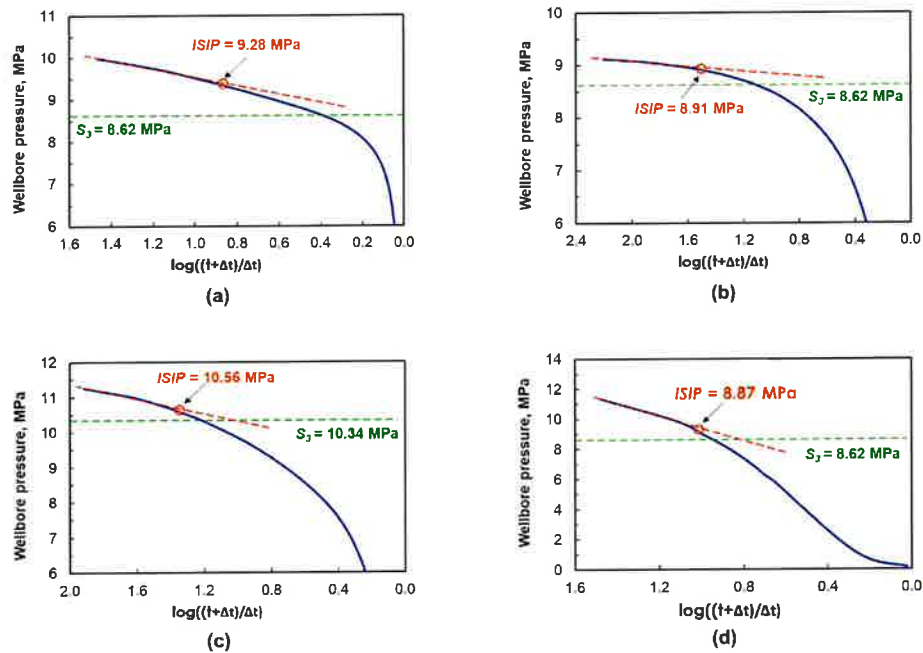 11
10
9
8
7
6
Wellbore pressure, MPa
ISIP = 9.28 MPa
S3 = 8.62 MPa
1.6 1.4 1.2 1.0 0.8 0.6 0.4 0.2 0.0
log((t+Δt)/Δt)
(a)
10
9
8
7
6
Wellbore pressure, MPa
ISIP = 8.91 MPa
S3 = 8.62 MPa
2.4 2.0 1.6 1.2 0.8 0.4 0.0
log((t+Δt)/Δt)
(b)
12
11
10
9
8
11
6
Wellbore pressure, MPa
ISIP = 10.56 MPa
S3 = 10.34 MPa
2.0 1.6 1.2 0.8 0.4 0.0
log((t+Δt)/Δt)
(c)
14
12
10
8
6
4
2
0
Wellbore pressure, MPa
ISIP = 8.87 MPa
S3 = 8.62 MPa
1.6 1.2 1.0 0.8 0.4 0.0
log((t+Δt)/Δt)
(d)